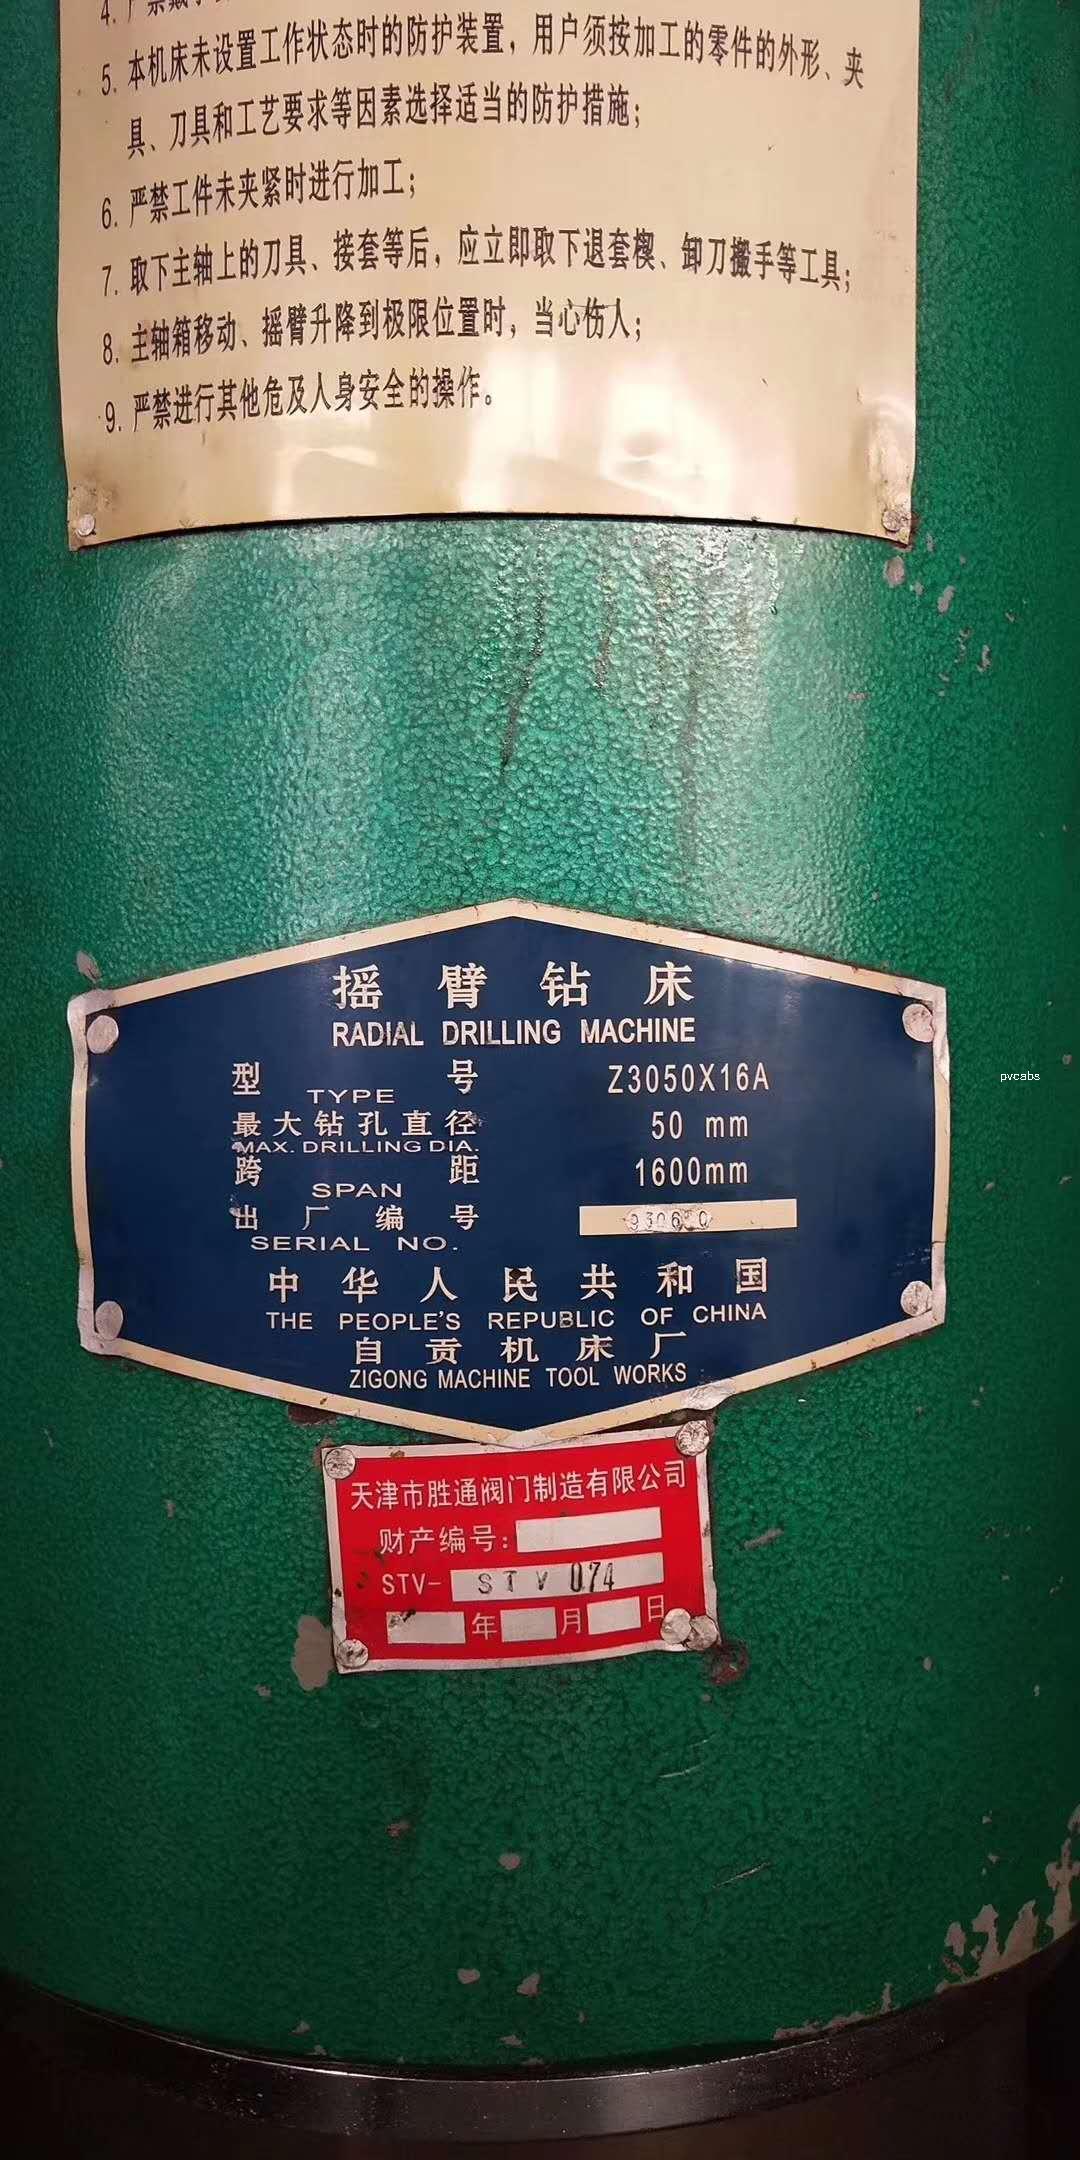 4. 严禁戴手
5. 本机床未设置工作状态时的防护装置，用户须按加工的零件的外形、夹
具、刀具和工艺要求等因素选择适当的防护措施；
6. 严禁工件未夹紧时进行加工；
7. 取下主轴上的刀具、接套等后，应立即取下退套楔、卸刀搬手等工具；
8. 主轴箱移动、摇臂升降到极限位置时，当心伤人；
9. 严禁进行其他危及人身安全的操作。
摇臂钻床
RADIAL DRILLING MACHINE
型号 Z3050X16A
TYPE
最大钻孔直径 50 mm
MAX. DRILLING DIA.
跨距 1600mm
SPAN
出厂编号
SERIAL NO.
中华人民共和国
THE PEOPLE'S REPUBLIC OF CHINA
自贡机床厂
ZIGONG MACHINE TOOL WORKS
天津市胜通阀门制造有限公司
财产编号：
STV- STV074
年 月 日
pvcabs